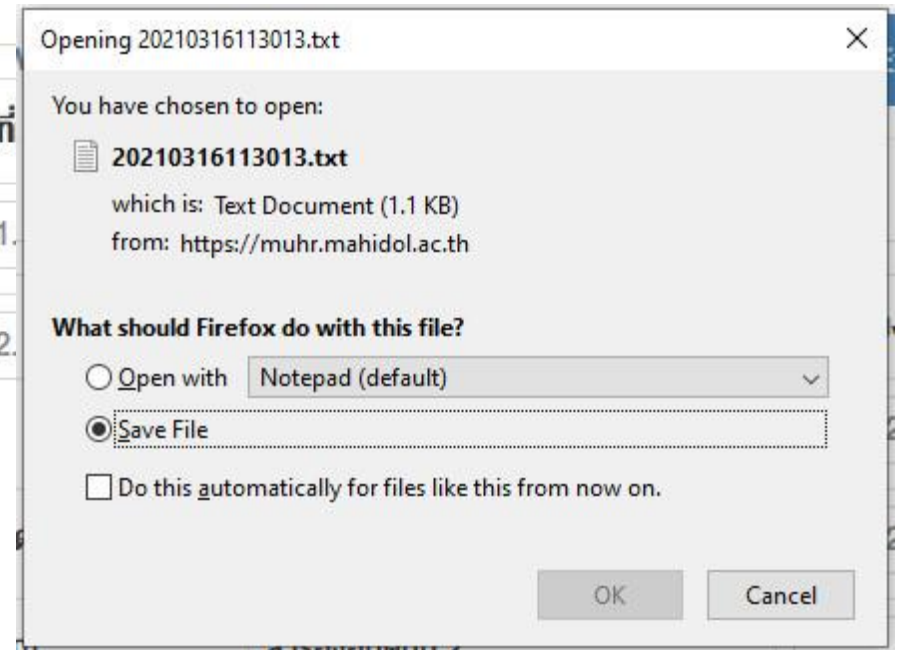 Opening 20210316113013.txt
You have chosen to open:
20210316113013.txt
which is: Text Document (1.1 KB)
from: https://muhr.mahidol.ac.th
1.
What should Firefox do with this file?
2.
Open with Notepad (default)
Save File
Do this automatically for files like this from now on.
OK Cancel